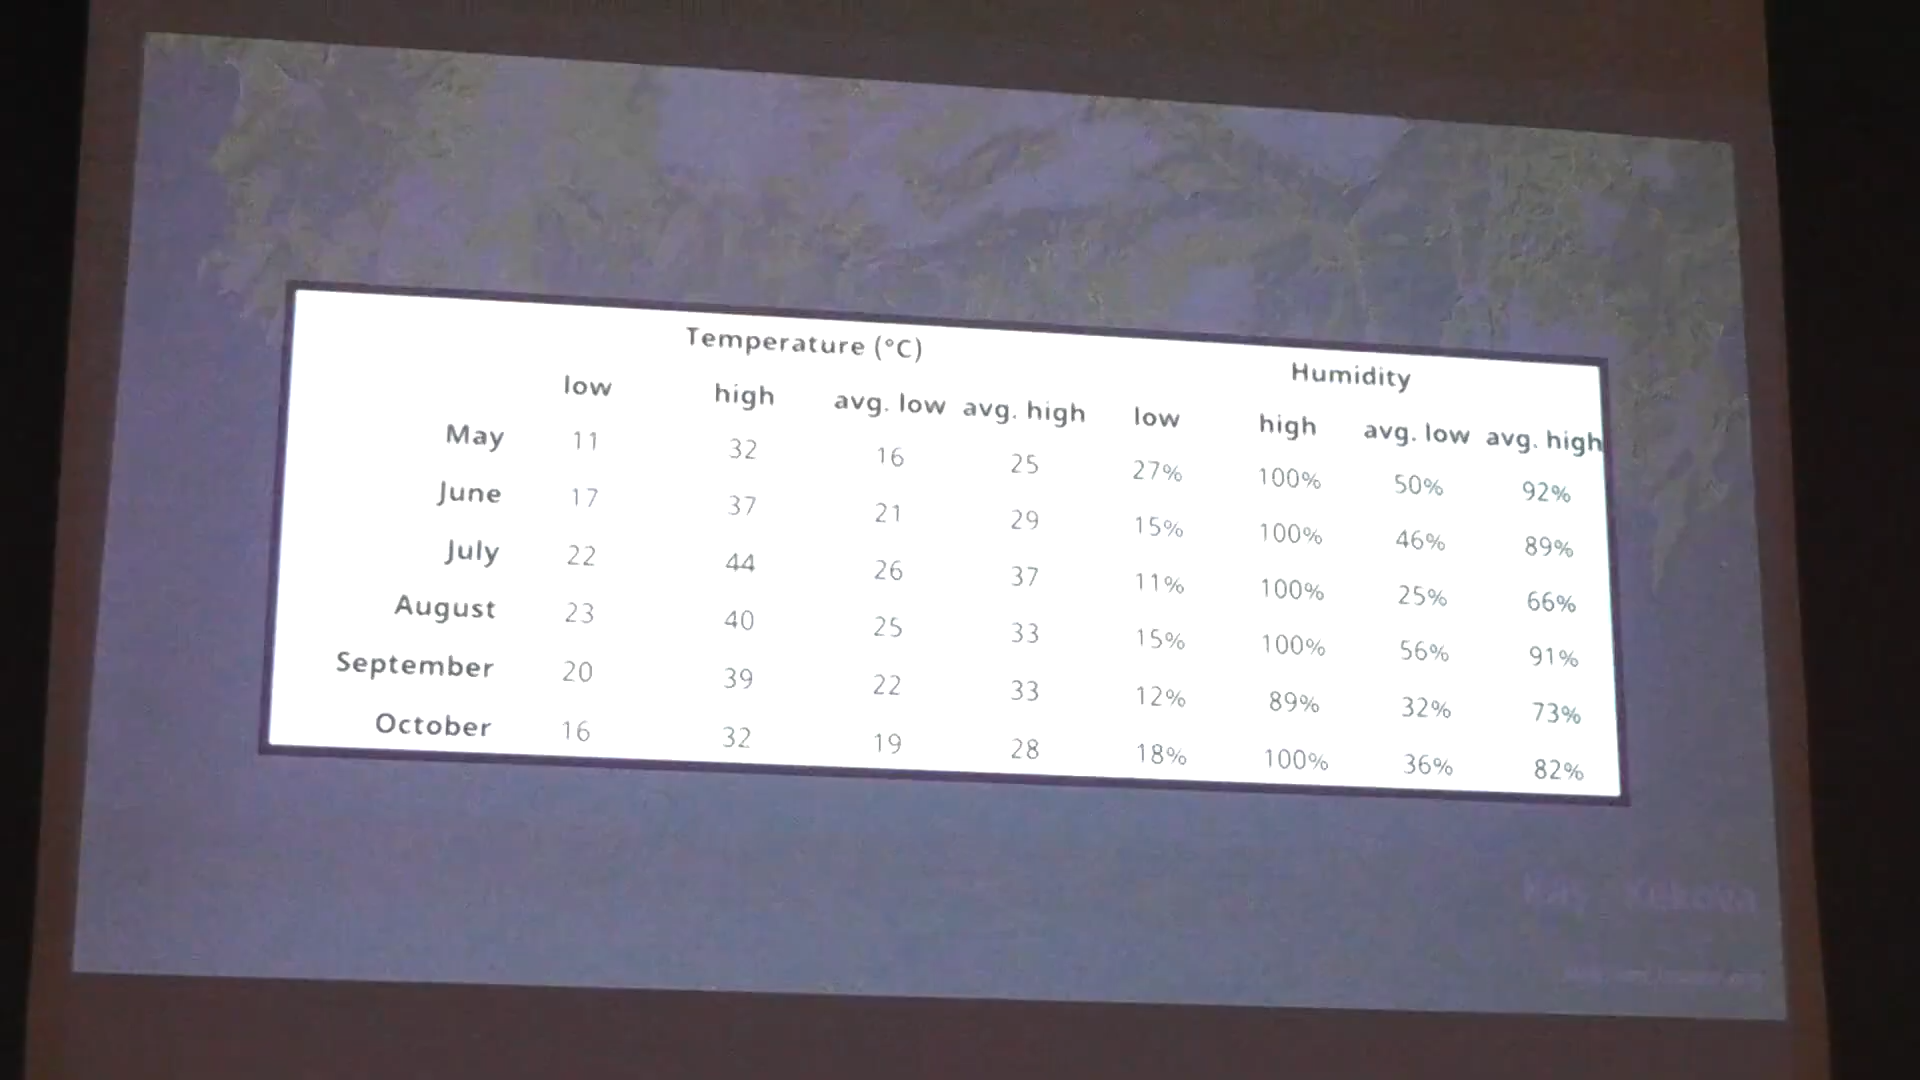 Temperature (°C) Humidity
low high avg. low avg. high low high avg. low avg. high
May 11 32 16 25 27% 100% 50% 92%
June 17 37 21 29 15% 100% 46% 89%
July 22 44 26 37 11% 100% 25% 66%
August 23 40 25 33 15% 100% 56% 91%
September 20 39 22 33 12% 89% 32% 73%
October 16 32 19 28 18% 100% 36% 82%